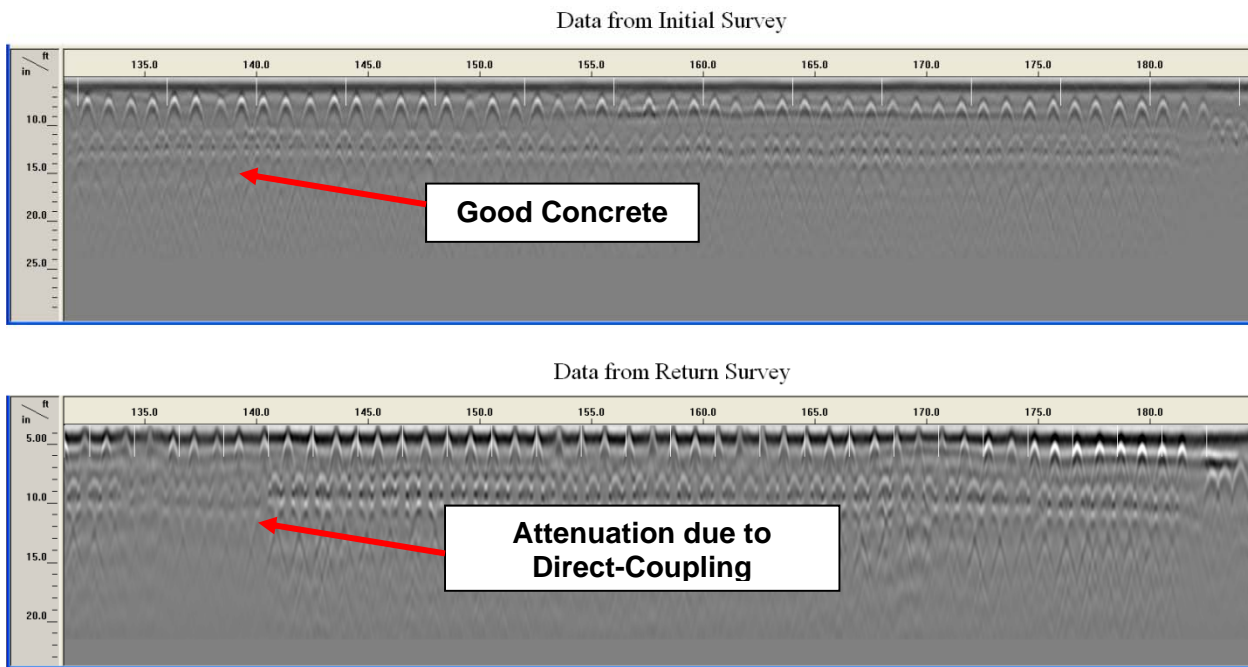 Data from Initial Survey
ft
in
135.0 140.0 145.0 150.0 155.0 160.0 165.0 170.0 175.0 180.0
10.0
15.0
20.0
25.0
Good Concrete
Data from Return Survey
ft
in
135.0 140.0 145.0 150.0 155.0 160.0 165.0 170.0 175.0 180.0
5.00
10.0
15.0
20.0
Attenuation due to
Direct-Coupling